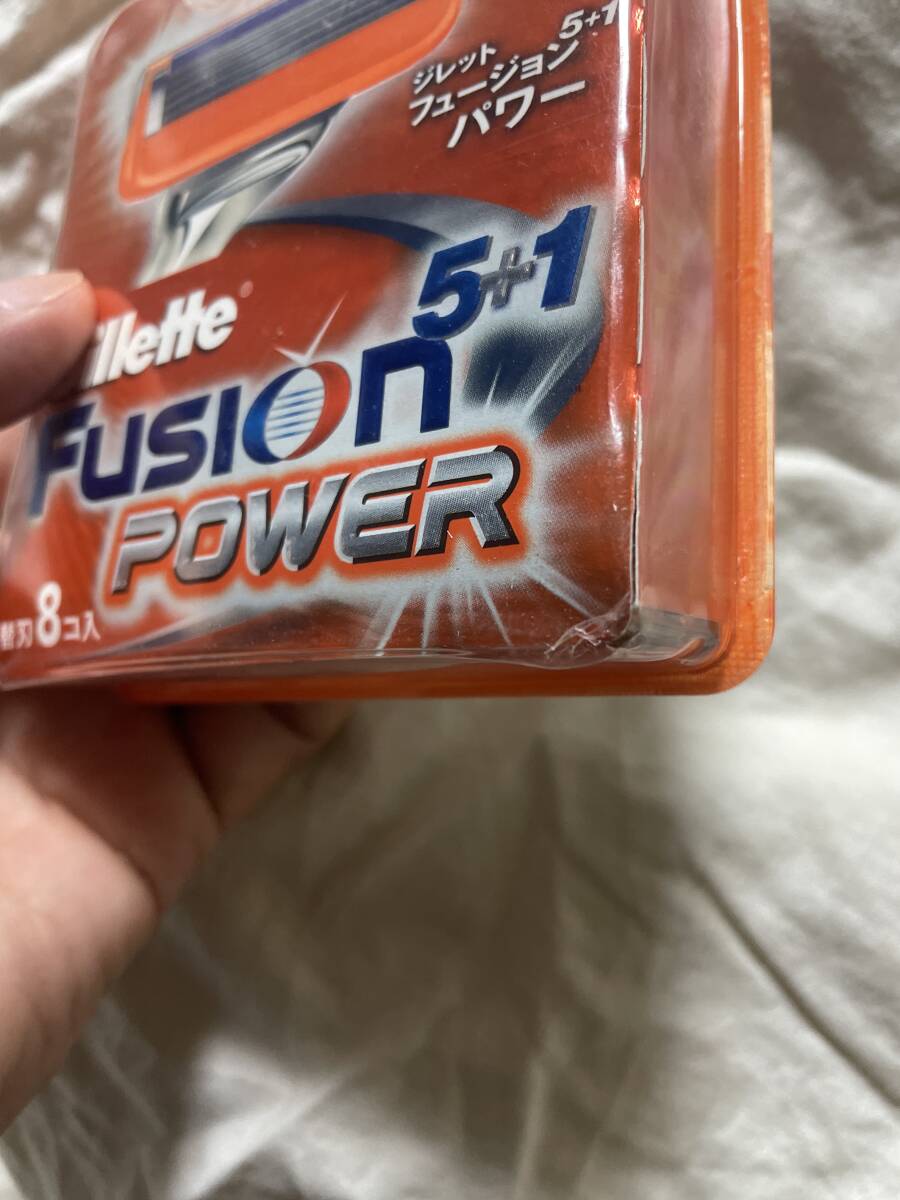 ジレット
フュージョン 5+1
パワー
illette
5+1
FUSION
POWER
替刃8コ入